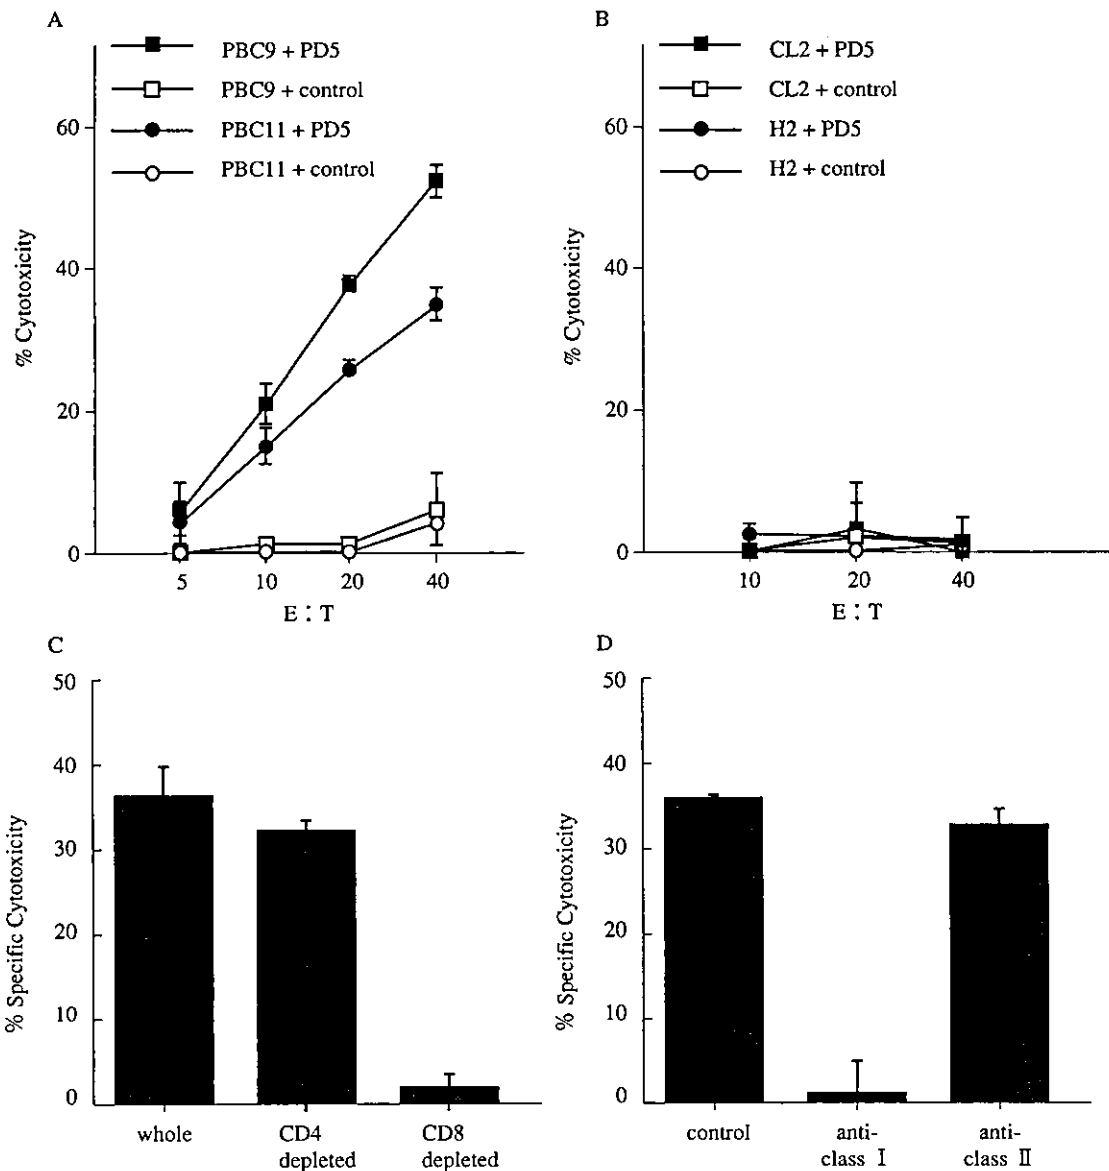 A
PBC9 + PD5
PBC9 + control
PBC11 + PD5
PBC11 + control
% Cytotoxicity
60
40
20
0
5 10 20 40
E : T
B
CL2 + PD5
CL2 + control
H2 + PD5
H2 + control
% Cytotoxicity
60
40
20
0
10 20 40
E : T
C
% Specific Cytotoxicity
50
40
30
20
10
0
whole CD4 CD8
depleted depleted
D
% Specific Cytotoxicity
50
40
30
20
10
0
control anti- anti-
class I class II